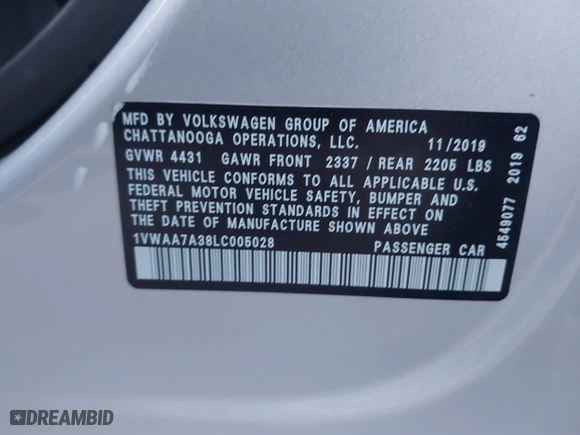 MFD BY VOLKSWAGEN GROUP OF AMERICA
CHATTANOOGA OPERATIONS, LLC. 11/2019
GVWR 4431 GAWR FRONT 2337 / REAR 2205 LBS
THIS VEHICLE CONFORMS TO ALL APPLICABLE U.S.
FEDERAL MOTOR VEHICLE SAFETY, BUMPER AND
THEFT PREVENTION STANDARDS IN EFFECT ON
THE DATE OF MANUFACTURE SHOWN ABOVE
1VWAA7A38LC005028 PASSENGER CAR
4549077 2019 62
DREAMBID